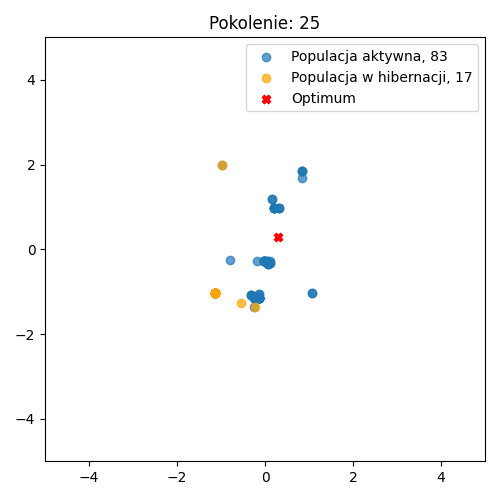 Pokolenie: 25
Populacja aktywna, 83
Populacja w hibernacji, 17
Optimum
4
2
0
−2
−4
−4 −2 0 2 4